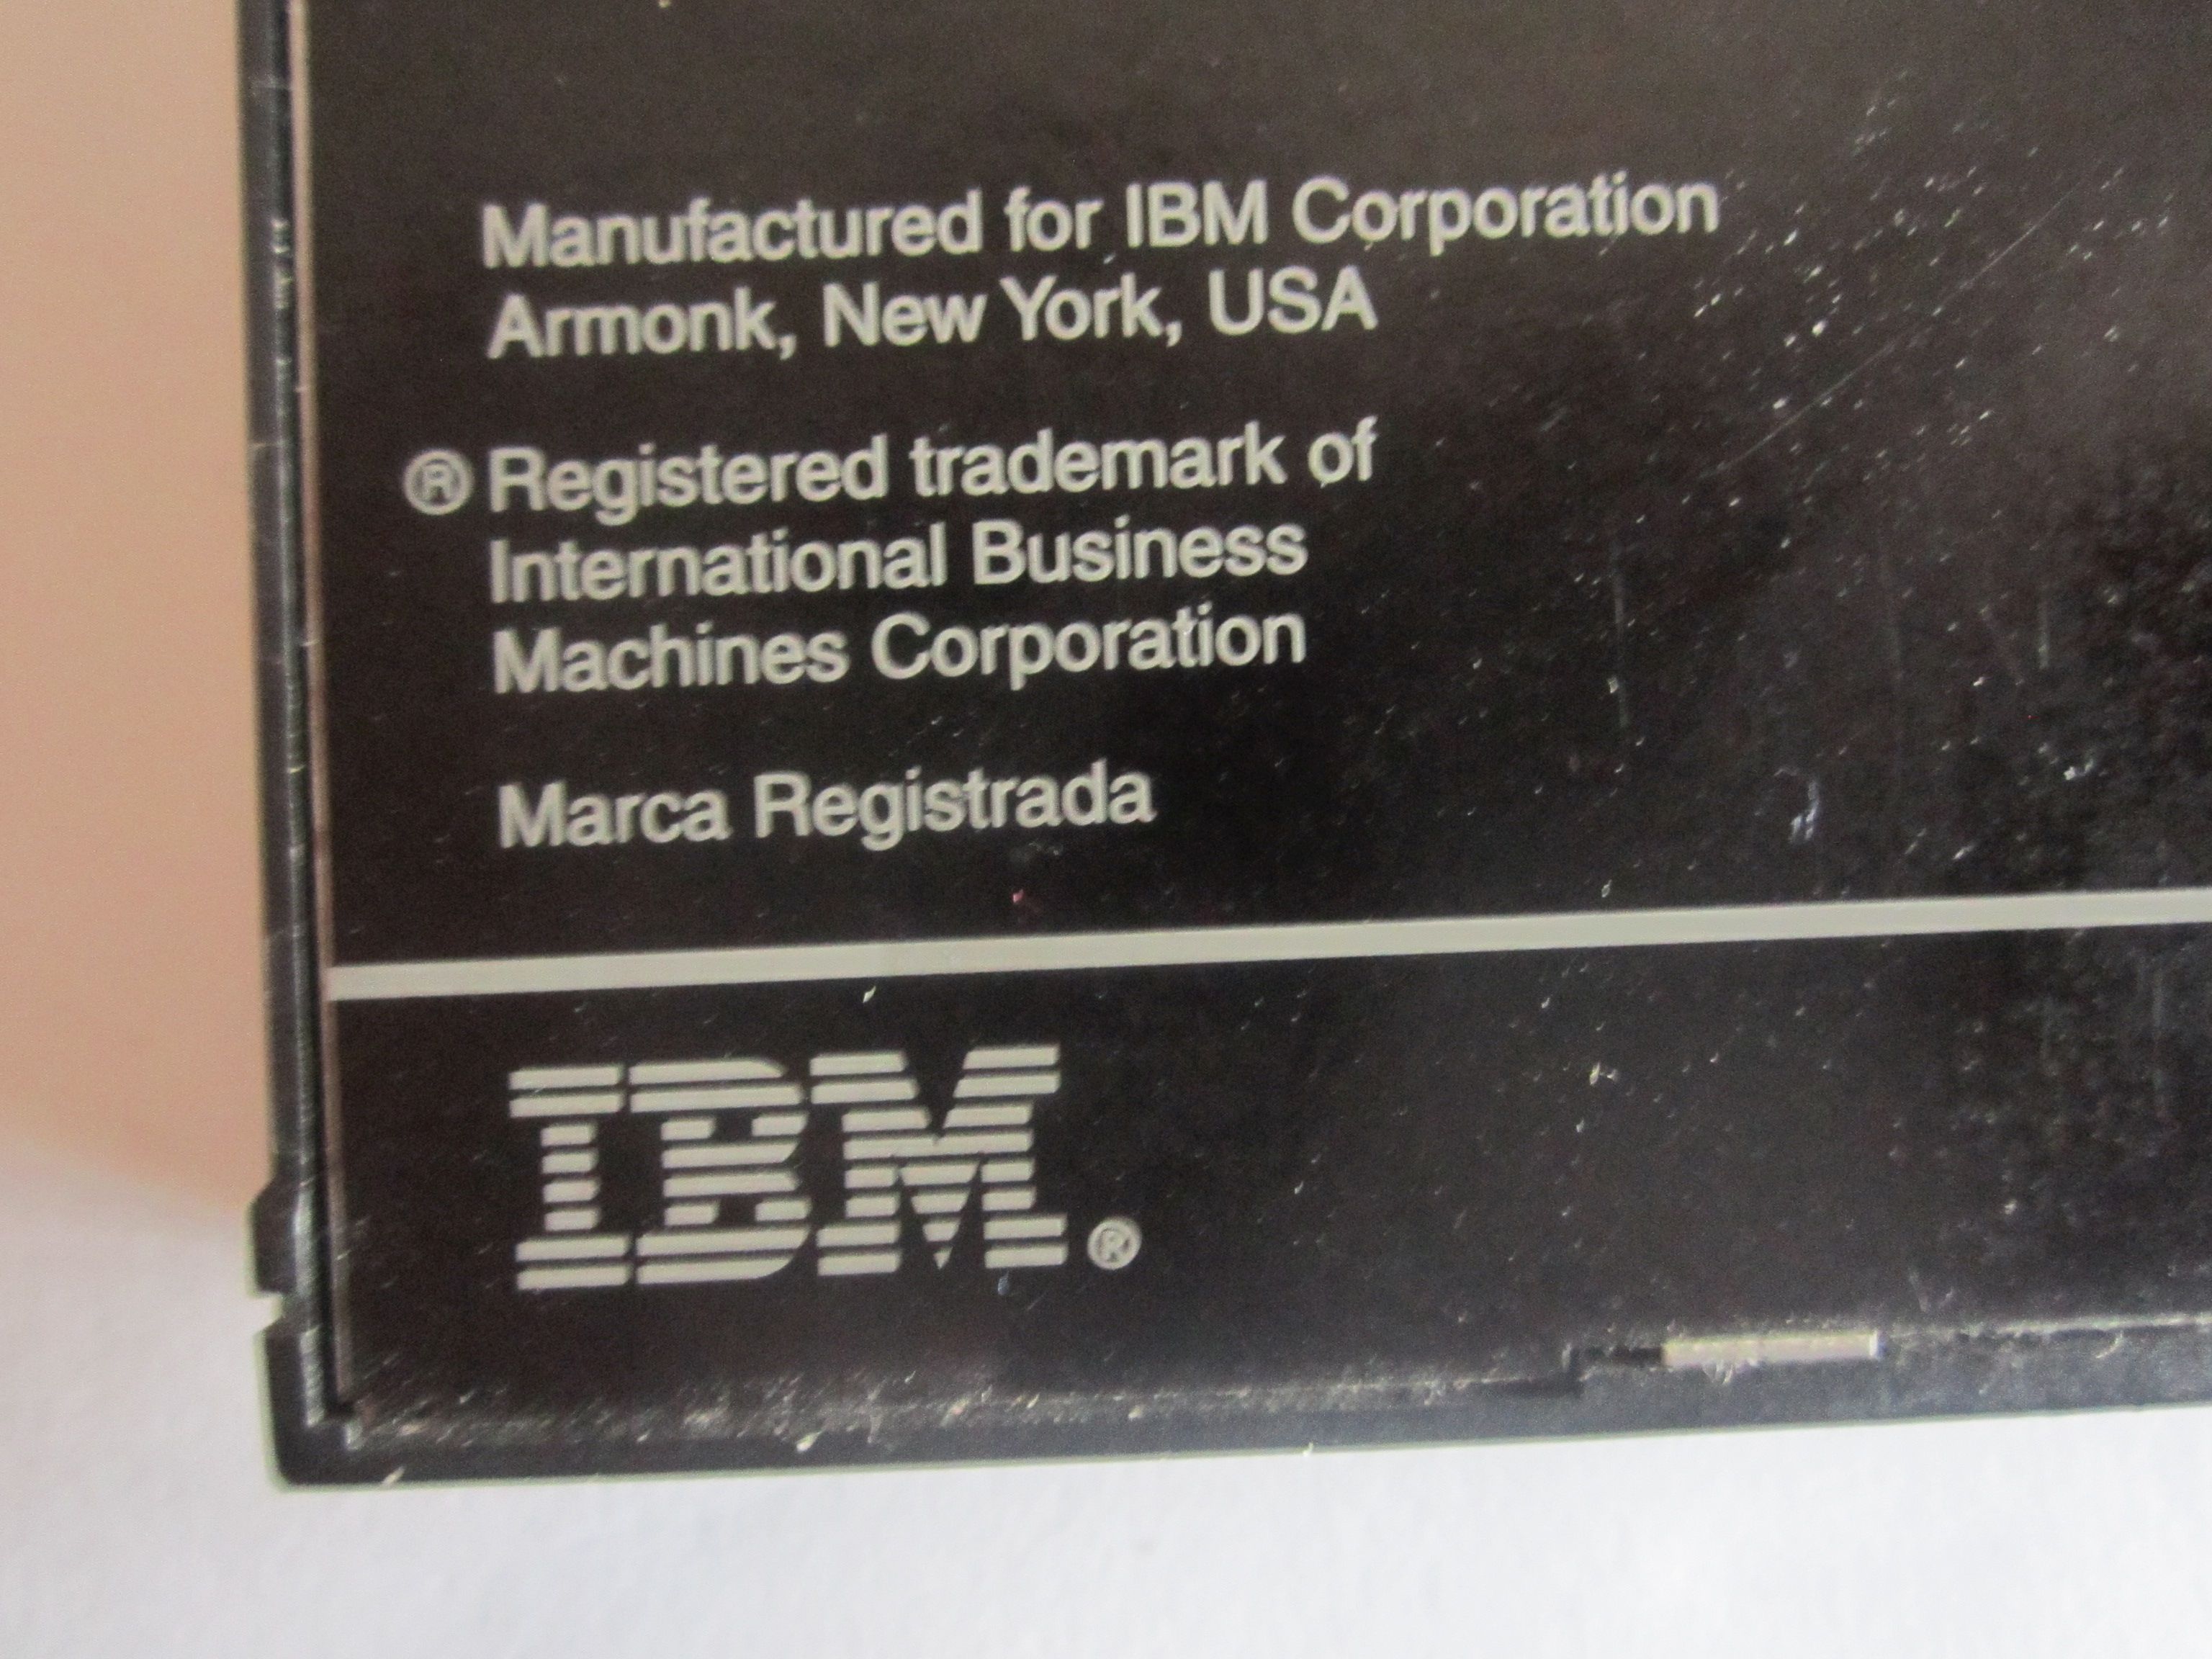 Manufactured for IBM Corporation
Armonk, New York, USA
® Registered trademark of
International Business
Machines Corporation
Marca Registrada
IBM®